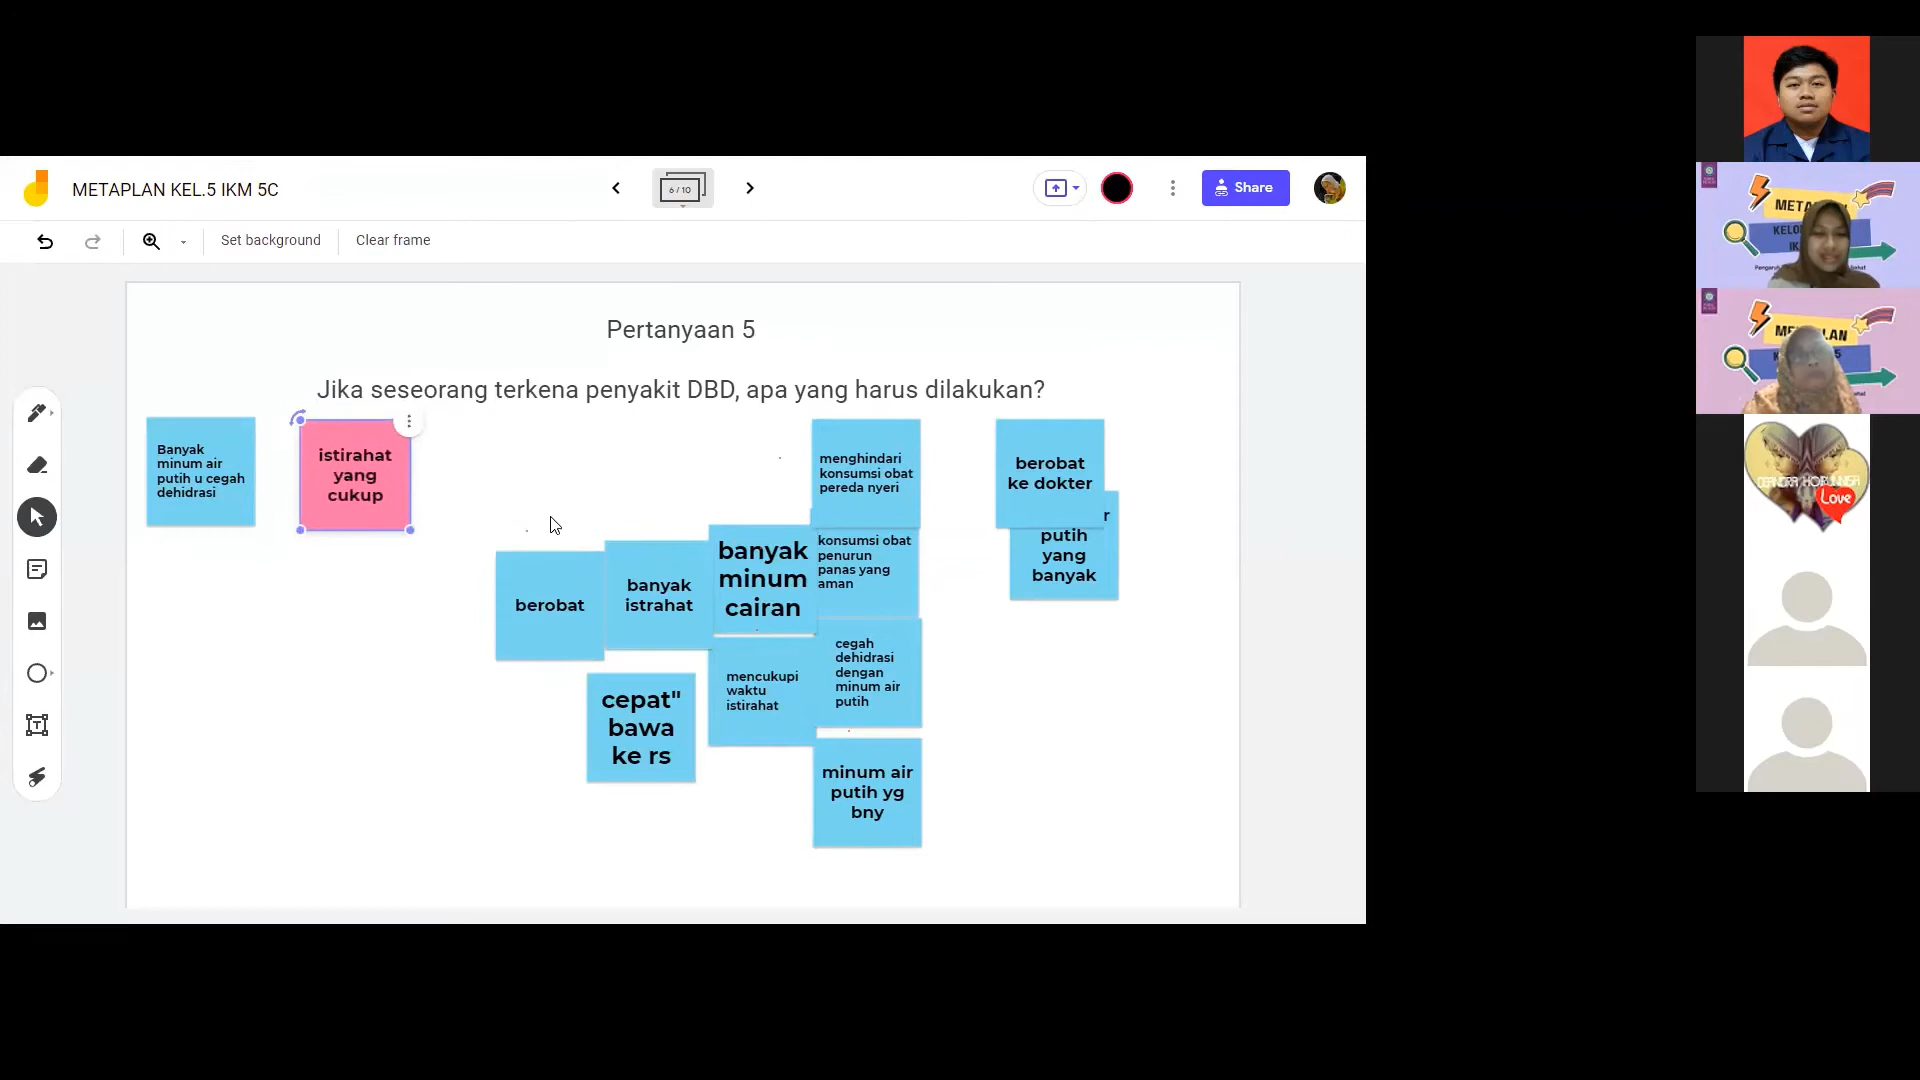 METAPLAN KEL.5 IKM 5C
6 / 10
Share
Set background
Clear frame
Pertanyaan 5
Jika seseorang terkena penyakit DBD, apa yang harus dilakukan?
Banyak
minum air
putih u cegah
dehidrasi
istirahat
yang
cukup
menghindari
konsumsi obat
pereda nyeri
berobat
ke dokter
r
putih
yang
banyak
berobat
banyak
istrahat
banyak
minum
cairan
konsumsi obat
penurun
panas yang
aman
cepat"
bawa
ke rs
mencukupi
waktu
istirahat
cegah
dehidrasi
dengan
minum air
putih
minum air
putih yg
bny
Love